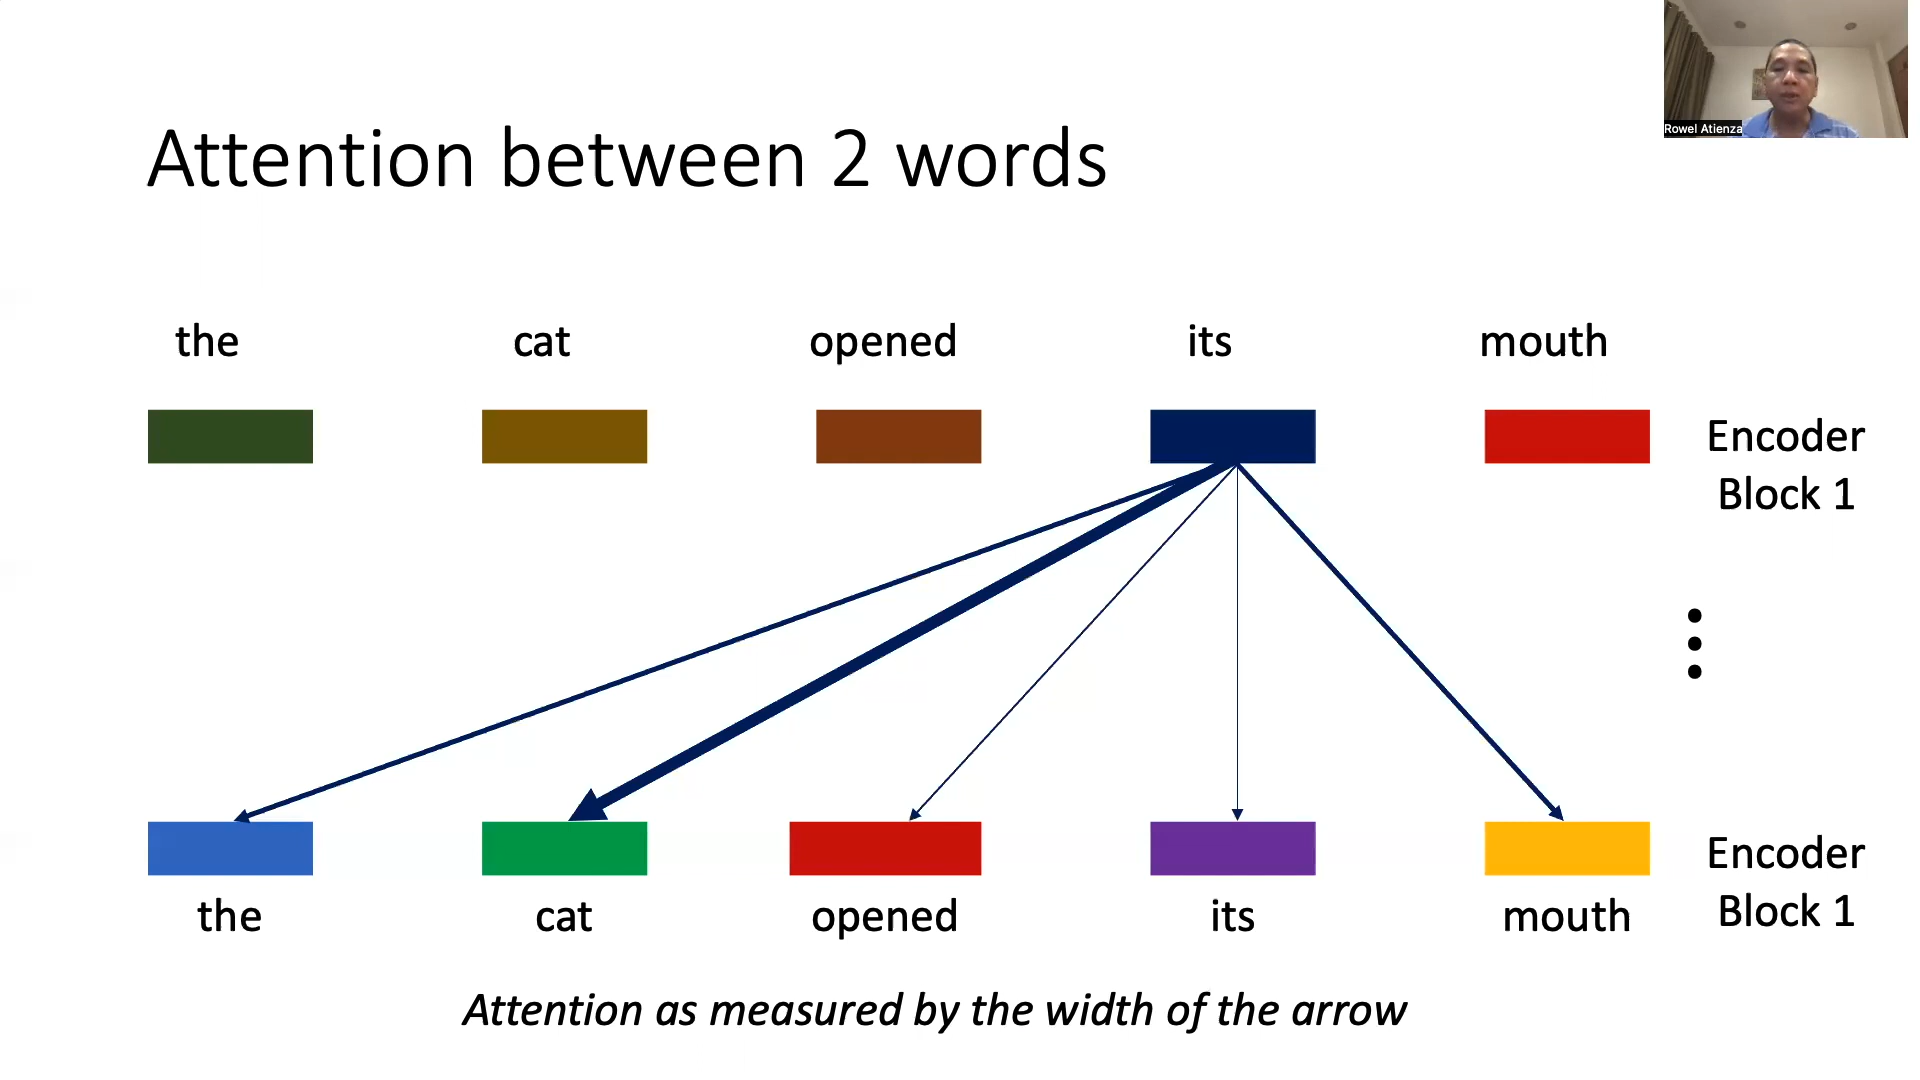 Rowel Atienza
Attention between 2 words
the cat opened its mouth
Encoder
Block 1
Encoder
Block 1
the cat opened its mouth
Attention as measured by the width of the arrow